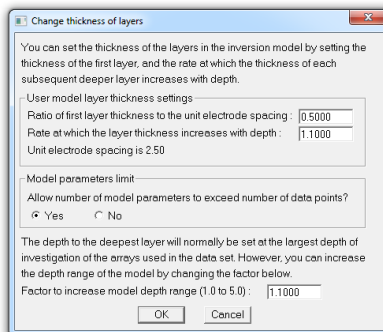 Change thickness of layers
You can set the thickness of the layers in the inversion model by setting
the thickness of the first layer, and the rate at which the thickness of each
subsequent deeper layer increases with depth.
User model layer thickness settings
Ratio of first layer thickness to the unit electrode spacing : 0.5000
Rate at which the layer thickness increases with depth : 1.1000
Unit electrode spacing is 2.50
Model parameters limit
Allow number of model parameters to exceed number of data points?
Yes No
The depth to the deepest layer will normally be set at the largest depth of
investigation of the arrays used in the data set. However, you can increase
the depth range of the model by changing the factor below.
Factor to increase model depth range (1.0 to 5.0) : 1.1000
OK Cancel